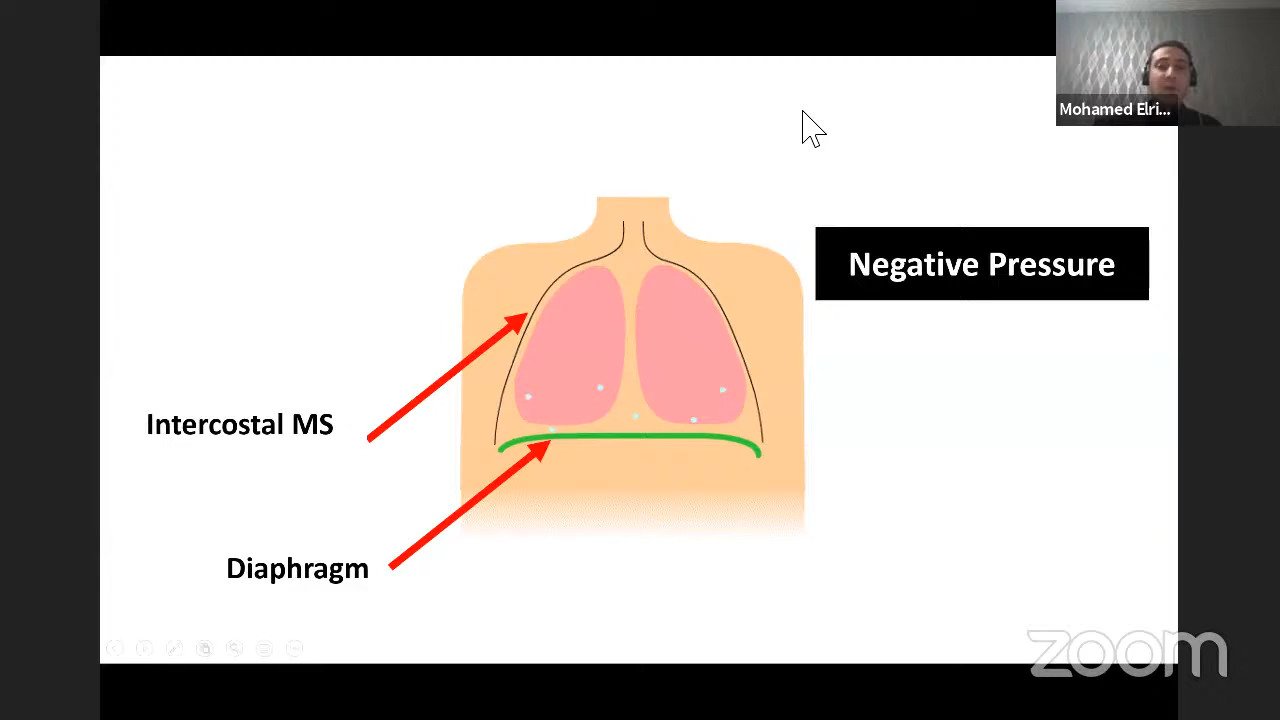 Mohamed Elri...
Negative Pressure
Intercostal MS
Diaphragm
zoom